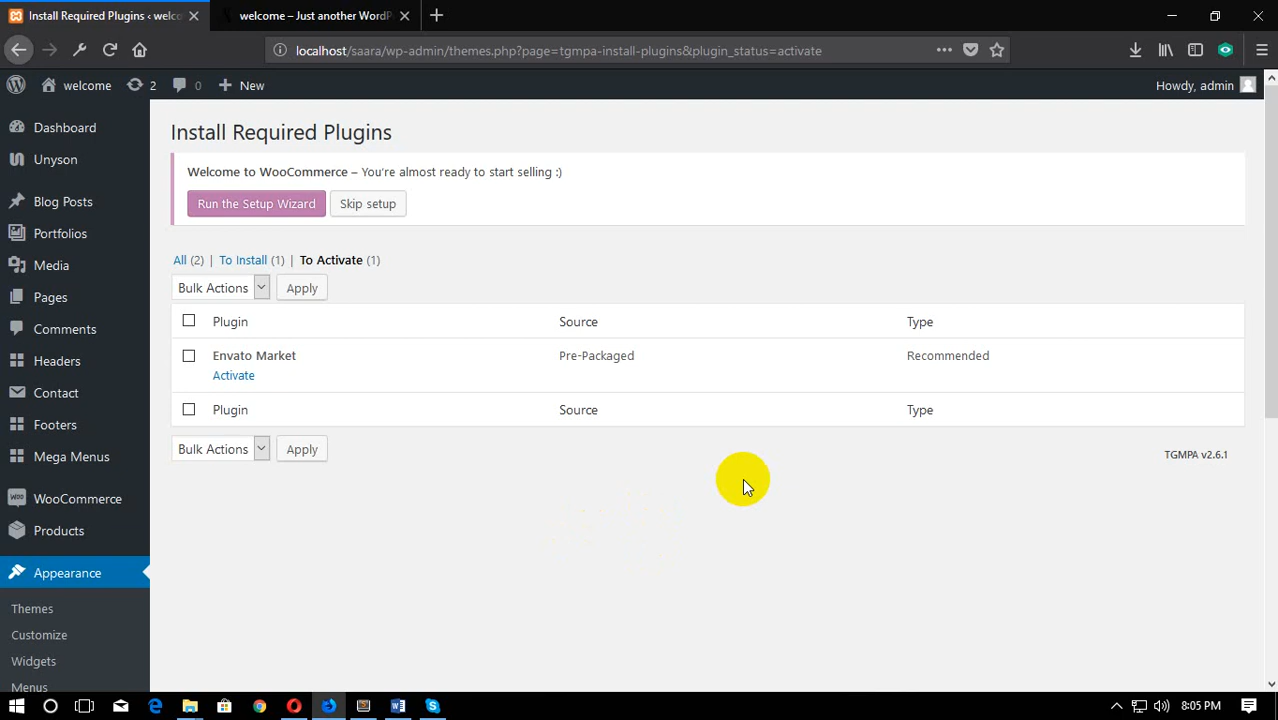 Install Required Plugins ‹ welco
welcome – Just another WordP
localhost/saara/wp-admin/themes.php?page=tgmpa-install-plugins&plugin_status=activate
welcome
2
0
New
Howdy, admin
Dashboard
Unyson
Blog Posts
Portfolios
Media
Pages
Comments
Headers
Contact
Footers
Mega Menus
WooCommerce
Products
Appearance
Themes
Customize
Widgets
Menus
Install Required Plugins
Welcome to WooCommerce – You're almost ready to start selling :)
Run the Setup Wizard
Skip setup
All (2) | To Install (1) | To Activate (1)
Bulk Actions
Apply
Plugin Source Type
Envato Market Pre-Packaged Recommended
Activate
Plugin Source Type
Bulk Actions
Apply
TGMPA v2.6.1
8:05 PM